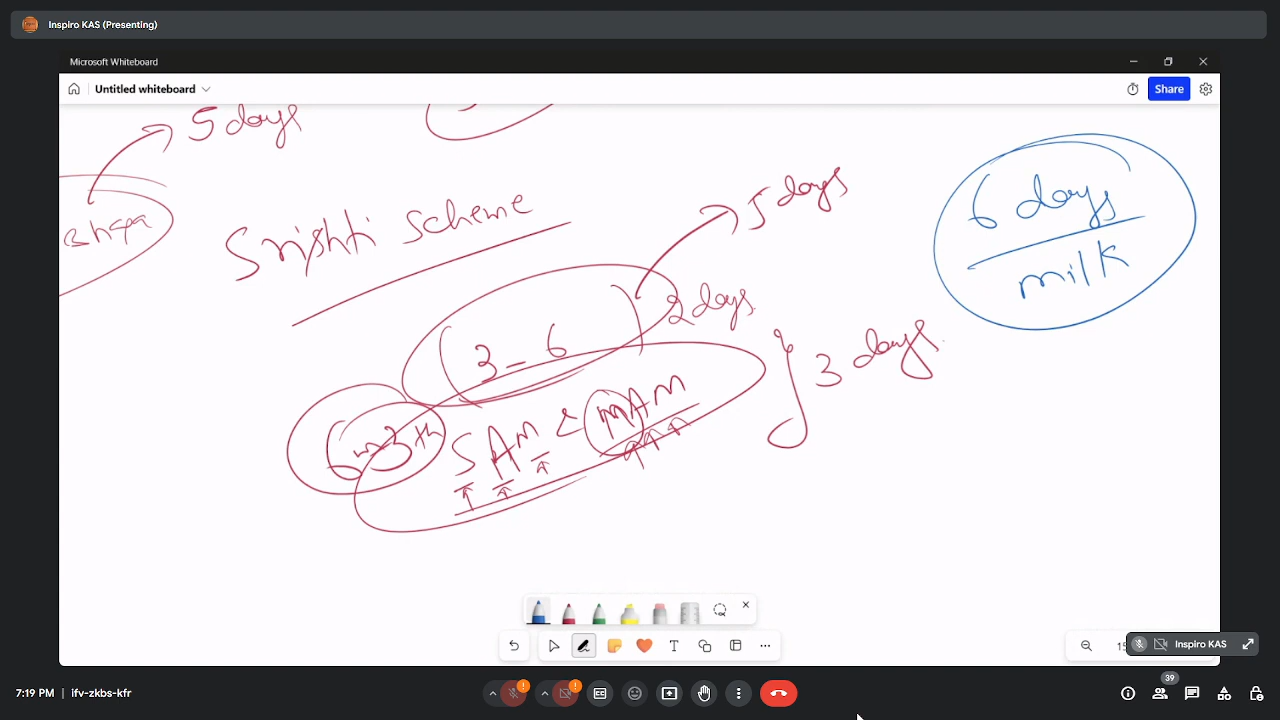 Inspiro KAS (Presenting)
Microsoft Whiteboard
Untitled whiteboard
Share
5 days
Srishti Scheme
5 days
6 days
milk
(3-6)
2 days
3 days
SAM < MAM
Inspiro KAS
7:19 PM | ifv-zkbs-kfr
39